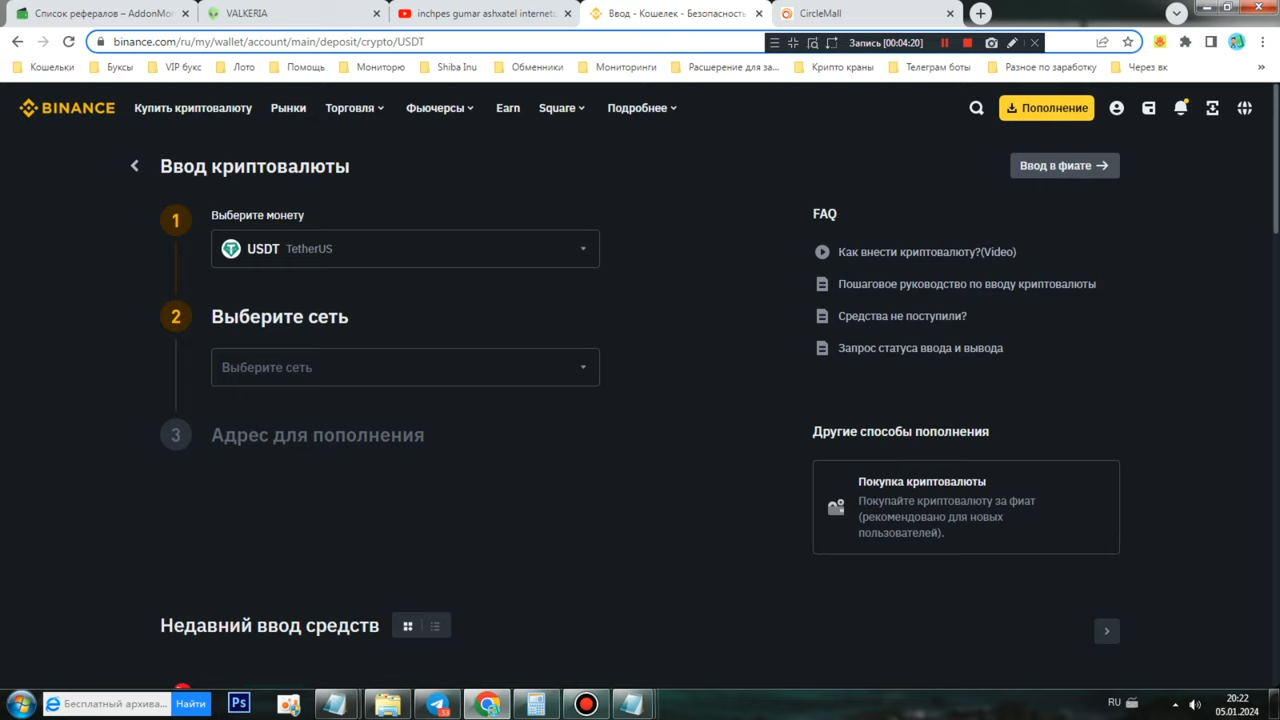 Список рефералов – AddonMo
VALKERIA
inchpes gumar ashxatel internet
Ввод - Кошелек - Безопасность
CircleMall
binance.com/ru/my/wallet/account/main/deposit/crypto/USDT
Запись [00:04:20]
Кошельки
Буксы
VIP букс
Лото
Помощь
Мониторю
Shiba Inu
Обменники
Мониторинги
Расшерение для за...
Крипто краны
Телеграм боты
Разное по заработку
Через вк
»
BINANCE
Купить криптовалюту
Рынки
Торговля
Фьючерсы
Earn
Square
Подробнее
Пополнение
Ввод криптовалюты
Ввод в фиате
1
Выберите монету
USDT TetherUS
2
Выберите сеть
Выберите сеть
3
Адрес для пополнения
FAQ
Как внести криптовалюту?(Video)
Пошаговое руководство по вводу криптовалюты
Средства не поступили?
Запрос статуса ввода и вывода
Другие способы пополнения
Покупка криптовалюты
Покупайте криптовалюту за фиат
(рекомендовано для новых
пользователей).
Недавний ввод средств
Бесплатный архива...
Найти
Ps
RU
20:22
05.01.2024